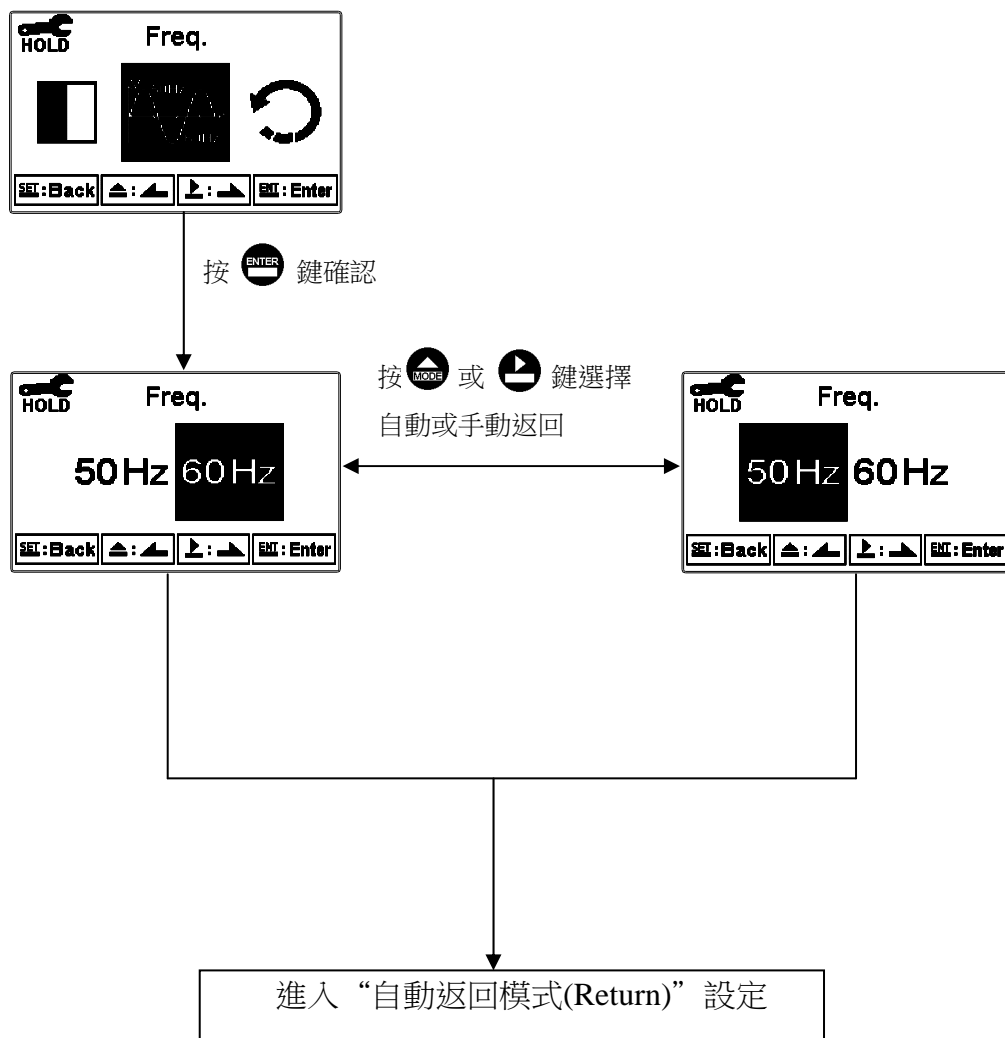 HOLD Freq.
SET:Back : : ENT:Enter
按 ENTER 鍵確認
按 MODE 或 鍵選擇
自動或手動返回
HOLD Freq.
50Hz 60Hz
SET:Back : : ENT:Enter
HOLD Freq.
50Hz 60Hz
SET:Back : : ENT:Enter
進入“自動返回模式(Return)”設定